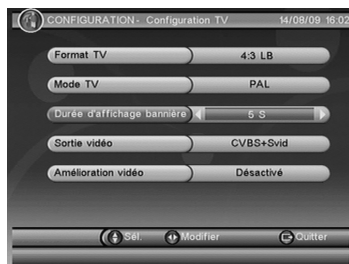 CONFIGURATION- Configuration TV 14/08/09 16:02
Format TV 4:3 LB
Mode TV PAL
Durée d'affichage bannière 5 S
Sortie vidéo CVBS+Svid
Amélioration vidéo Désactivé
Sél. Modifier Quitter